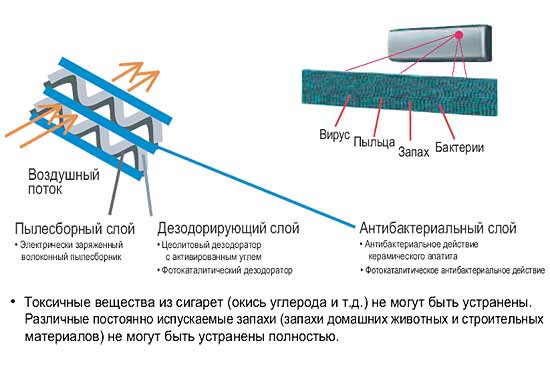 Вирус
Пыльца
Запах
Бактерии
Воздушный
поток
Пылесборный слой
• Электрически заряженный
волоконный пылесборник
Дезодорирующий слой
• Цеолитовый дезодоратор
с активированным углем
• Фотокаталитический дезодоратор
Антибактериальный слой
• Антибактериальное действие
керамического апатита
• Фотокаталитическое антибактериальное действие
• Токсичные вещества из сигарет (окись углерода и т.д.) не могут быть устранены.
Различные постоянно испускаемые запахи (запахи домашних животных и строительных
материалов) не могут быть устранены полностью.